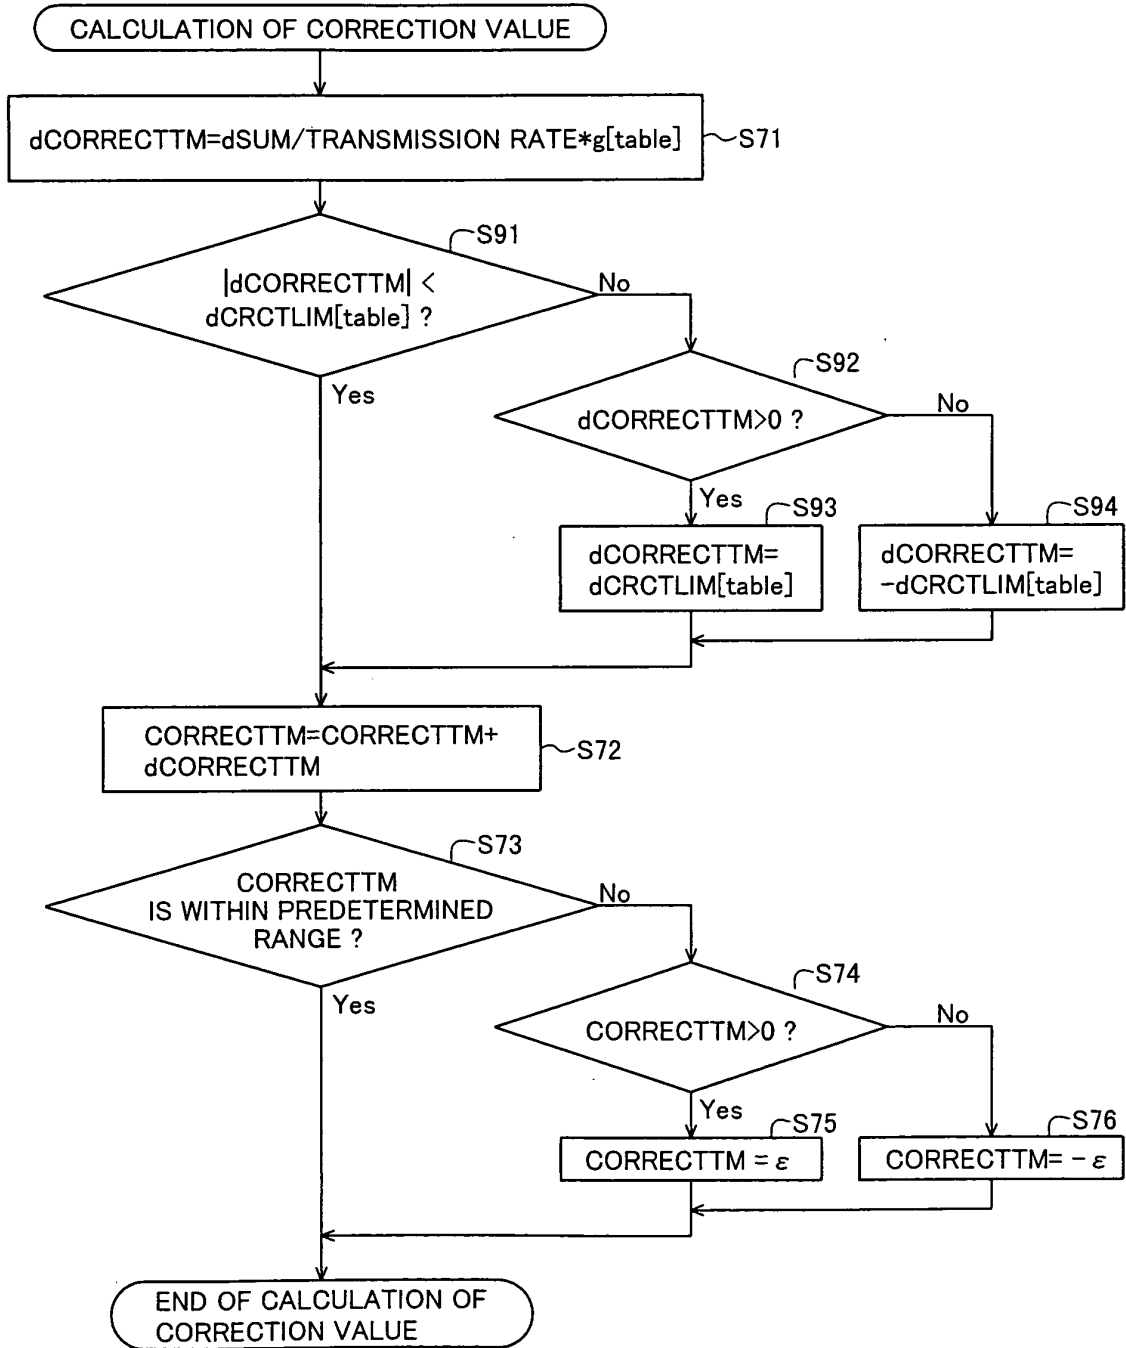 CALCULATION OF CORRECTION VALUE
dCORRECTTM=dSUM/TRANSMISSION RATE*g[table]
S71
S91
|dCORRECTTM| <
dCRCTLIM[table] ?
No
Yes
S92
dCORRECTTM>0 ?
No
Yes
S93
dCORRECTTM=
dCRCTLIM[table]
S94
dCORRECTTM=
-dCRCTLIM[table]
CORRECTTM=CORRECTTM+
dCORRECTTM
S72
S73
CORRECTTM
IS WITHIN PREDETERMINED
RANGE ?
No
Yes
S74
CORRECTTM>0 ?
No
Yes
S75
CORRECTTM = ε
S76
CORRECTTM= - ε
END OF CALCULATION OF
CORRECTION VALUE